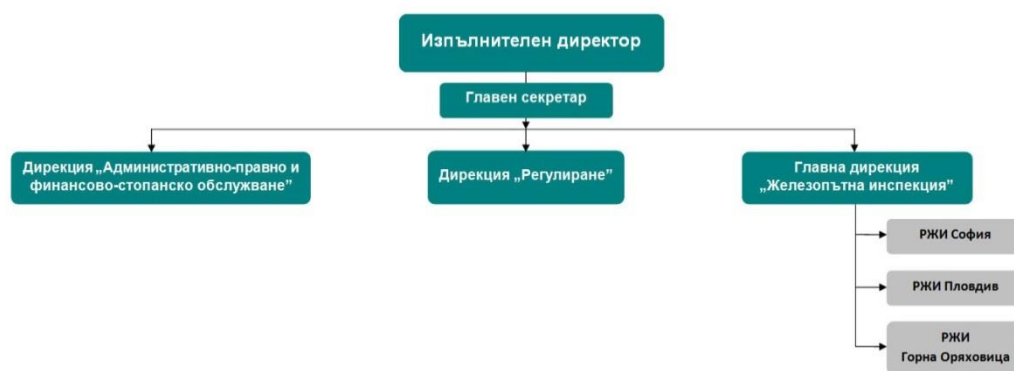 Изпълнителен директор
Главен секретар
Дирекция „Административно-правно и
финансово-стопанско обслужване”
Дирекция „Регулиране”
Главна дирекция
„Железопътна инспекция”
РЖИ София
РЖИ Пловдив
РЖИ
Горна Оряховица